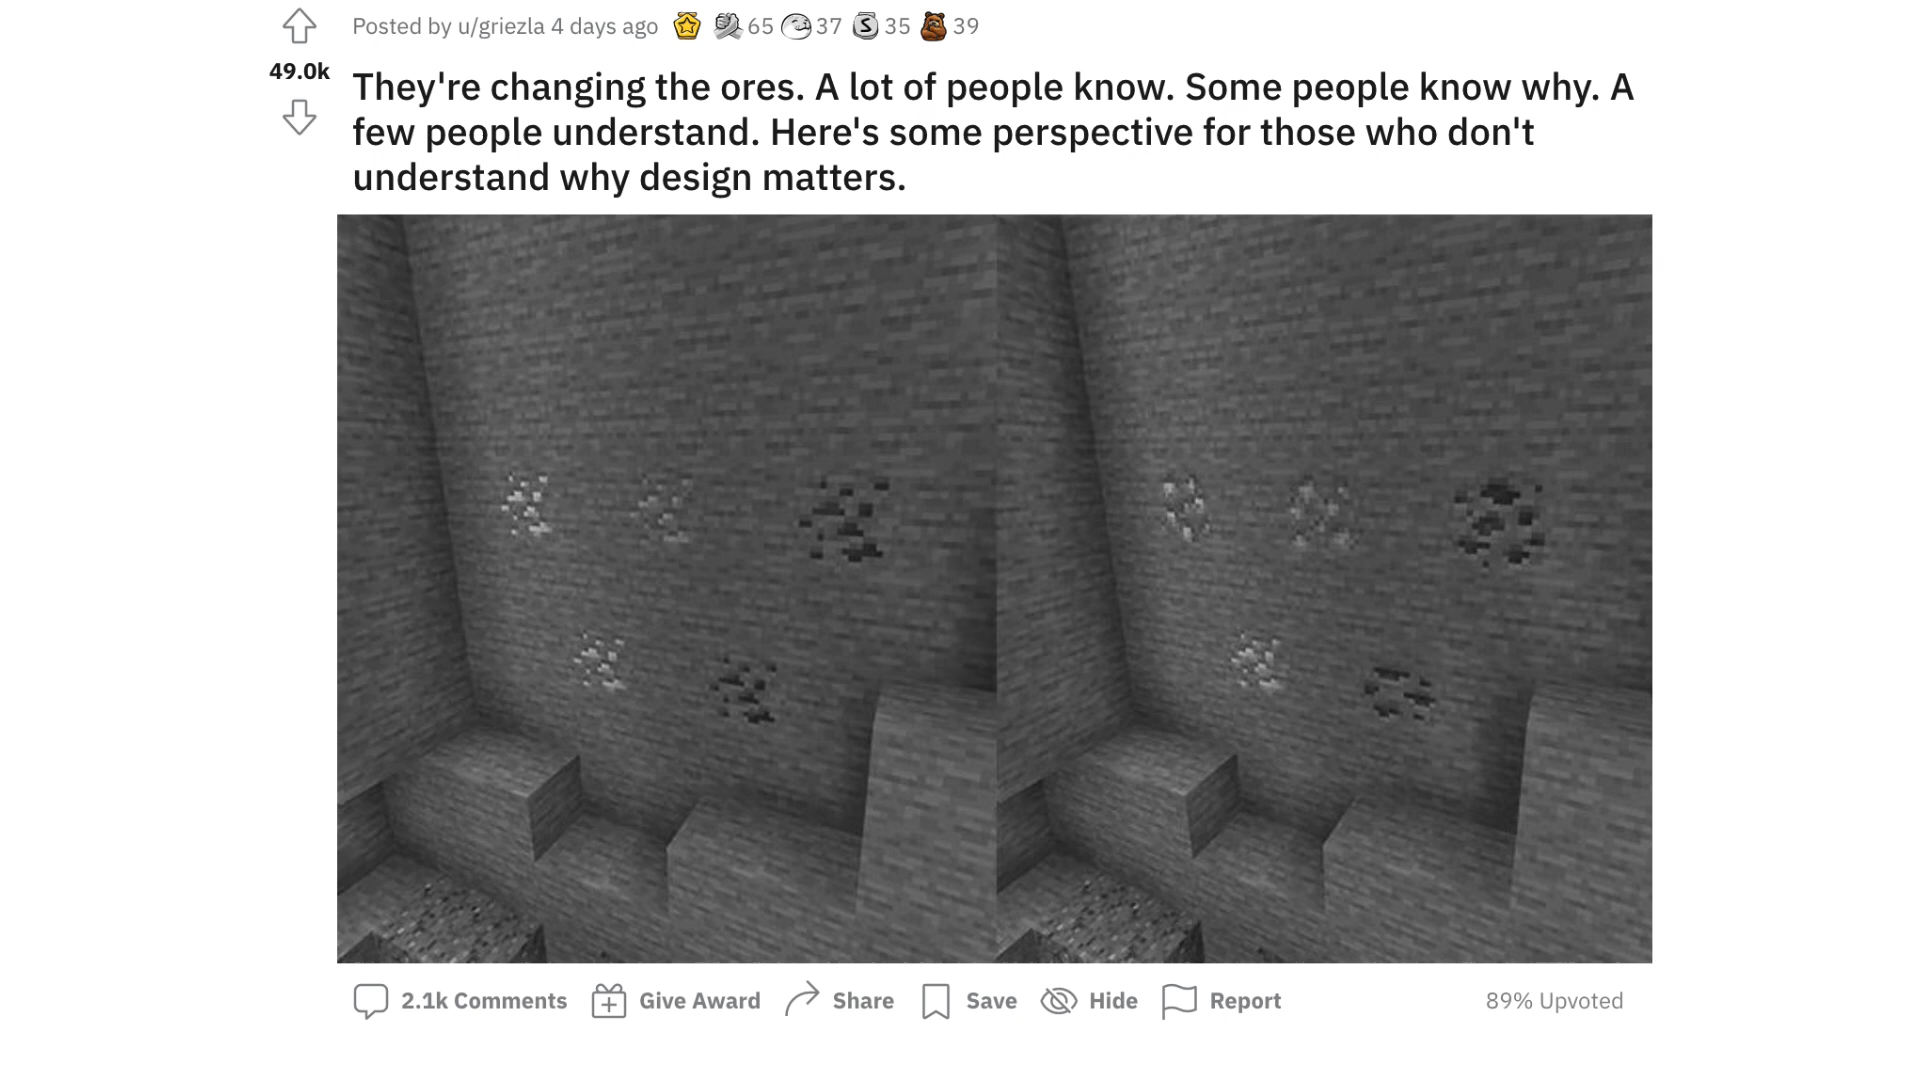 Posted by u/griezla 4 days ago 65 37 S 35 39
49.0k
They're changing the ores. A lot of people know. Some people know why. A
few people understand. Here's some perspective for those who don't
understand why design matters.
2.1k Comments Give Award Share Save Hide Report 89% Upvoted